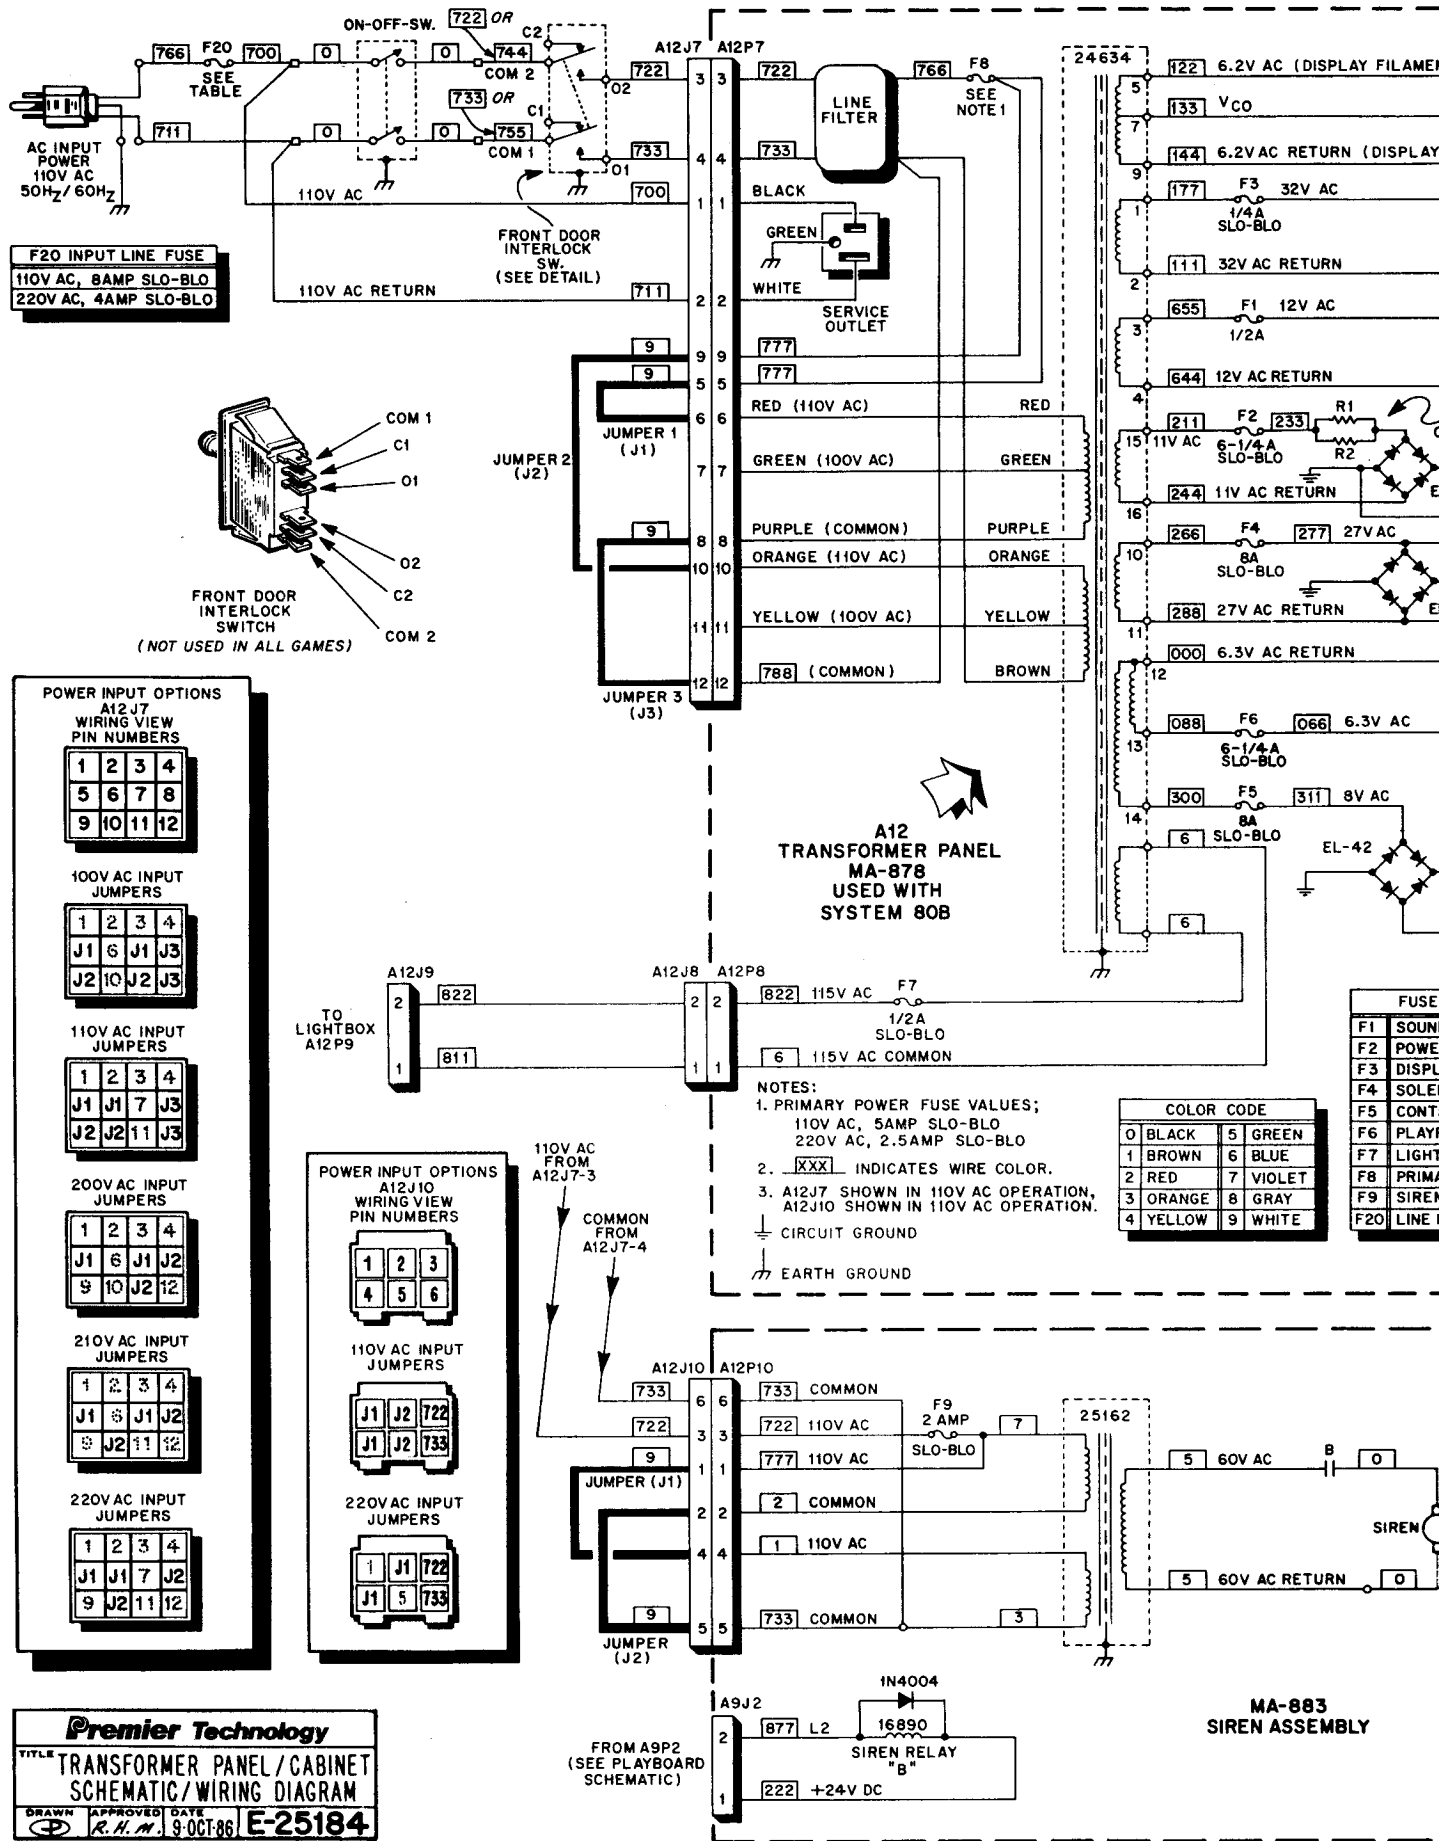 ON-OFF-SW.
722 OR
C2
766 F20 700 0 0 744
SEE TABLE
COM 2
O2
733 OR
C1
711 0 0 755
COM 1
O1
AC INPUT
POWER
110V AC
50HZ/60HZ
110V AC
700
FRONT DOOR
INTERLOCK
SW.
(SEE DETAIL)
F20 INPUT LINE FUSE
110V AC, 8AMP SLO-BLO
220V AC, 4AMP SLO-BLO
110V AC RETURN
711
A12J7 A12P7
722 3 3 722
LINE
FILTER
766 F8
SEE
NOTE 1
733 4 4 733
1 1 BLACK
GREEN
2 2 WHITE
SERVICE
OUTLET
9 9 9 777
9 5 5 777
6 6 RED (110V AC) RED
JUMPER 1
(J1)
JUMPER 2
(J2)
7 7 GREEN (100V AC) GREEN
9 8 8 PURPLE (COMMON) PURPLE
10 10 ORANGE (110V AC) ORANGE
11 11 YELLOW (100V AC) YELLOW
12 12 788 (COMMON) BROWN
JUMPER 3
(J3)
COM 1
C1
O1
O2
C2
COM 2
FRONT DOOR
INTERLOCK
SWITCH
(NOT USED IN ALL GAMES)
24634
5 122 6.2V AC (DISPLAY FILAME
7 133 VCO
9 144 6.2V AC RETURN (DISPLAY
1 177 F3 32V AC
1/4A
SLO-BLO
2 111 32V AC RETURN
3 655 F1 12V AC
1/2A
4 644 12V AC RETURN
15 211 F2 233 R1
11V AC 6-1/4A R2
SLO-BLO
16 244 11V AC RETURN
10 266 F4 277 27V AC
8A
SLO-BLO
11 288 27V AC RETURN
12 000 6.3V AC RETURN
13 088 F6 066 6.3V AC
6-1/4A
SLO-BLO
14 300 F5 311 8V AC
8A
SLO-BLO
6
EL-42
6
A12
TRANSFORMER PANEL
MA-878
USED WITH
SYSTEM 80B
POWER INPUT OPTIONS
A12J7
WIRING VIEW
PIN NUMBERS
1 2 3 4
5 6 7 8
9 10 11 12
100V AC INPUT
JUMPERS
1 2 3 4
J1 6 J1 J3
J2 10 J2 J3
110V AC INPUT
JUMPERS
1 2 3 4
J1 J1 7 J3
J2 J2 11 J3
200V AC INPUT
JUMPERS
1 2 3 4
J1 6 J1 J2
9 10 J2 12
210V AC INPUT
JUMPERS
1 2 3 4
J1 6 J1 J2
9 J2 11 12
220V AC INPUT
JUMPERS
1 2 3 4
J1 J1 7 J2
9 J2 11 12
TO
LIGHTBOX
A12P9
A12J9
2 822
1 811
A12J8 A12P8
2 2 822 115V AC F7
1/2A
SLO-BLO
1 1 6 115V AC COMMON
NOTES:
1. PRIMARY POWER FUSE VALUES;
110V AC, 5AMP SLO-BLO
220V AC, 2.5AMP SLO-BLO
2. XXX INDICATES WIRE COLOR.
3. A12J7 SHOWN IN 110V AC OPERATION,
A12J10 SHOWN IN 110V AC OPERATION.
CIRCUIT GROUND
EARTH GROUND
COLOR CODE
0 BLACK 5 GREEN
1 BROWN 6 BLUE
2 RED 7 VIOLET
3 ORANGE 8 GRAY
4 YELLOW 9 WHITE
FUSE
F1 SOUN
F2 POWE
F3 DISPL
F4 SOLE
F5 CONT
F6 PLAYF
F7 LIGHT
F8 PRIMA
F9 SIREN
F20 LINE
110V AC
FROM
A12J7-3
COMMON
FROM
A12J7-4
POWER INPUT OPTIONS
A12J10
WIRING VIEW
PIN NUMBERS
1 2 3
4 5 6
110V AC INPUT
JUMPERS
J1 J2 722
J1 J2 733
220V AC INPUT
JUMPERS
1 J1 722
J1 5 733
A12J10 A12P10
733 6 6 733 COMMON
722 3 3 722 110V AC F9 7
2 AMP
SLO-BLO
9 1 1 777 110V AC
JUMPER (J1)
2 2 2 COMMON
4 4 1 110V AC
9 5 5 733 COMMON 3
JUMPER
(J2)
25162
5 60V AC B 0
SIREN
5 60V AC RETURN 0
MA-883
SIREN ASSEMBLY
A9J2
FROM A9P2
(SEE PLAYBOARD
SCHEMATIC)
1N4004
2 877 L2 16890
SIREN RELAY
"B"
1 222 +24V DC
Premier Technology
TITLE TRANSFORMER PANEL/CABINET
SCHEMATIC/WIRING DIAGRAM
DRAWN APPROVED DATE
R.H.M. 9-OCT-86 E-25184